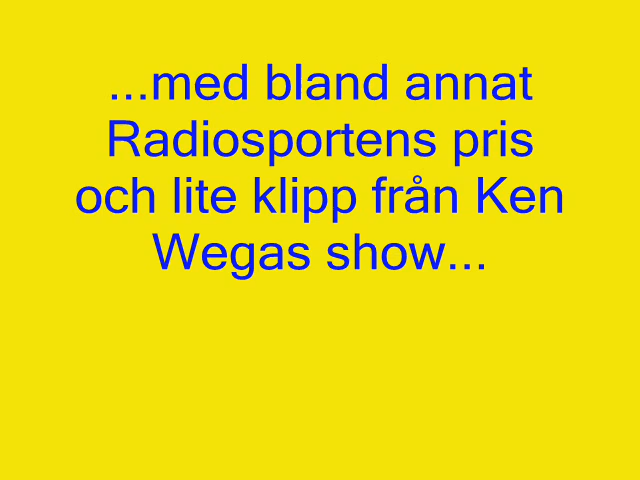 ...med bland annat
Radiosportens pris
och lite klipp från Ken
Wegas show...